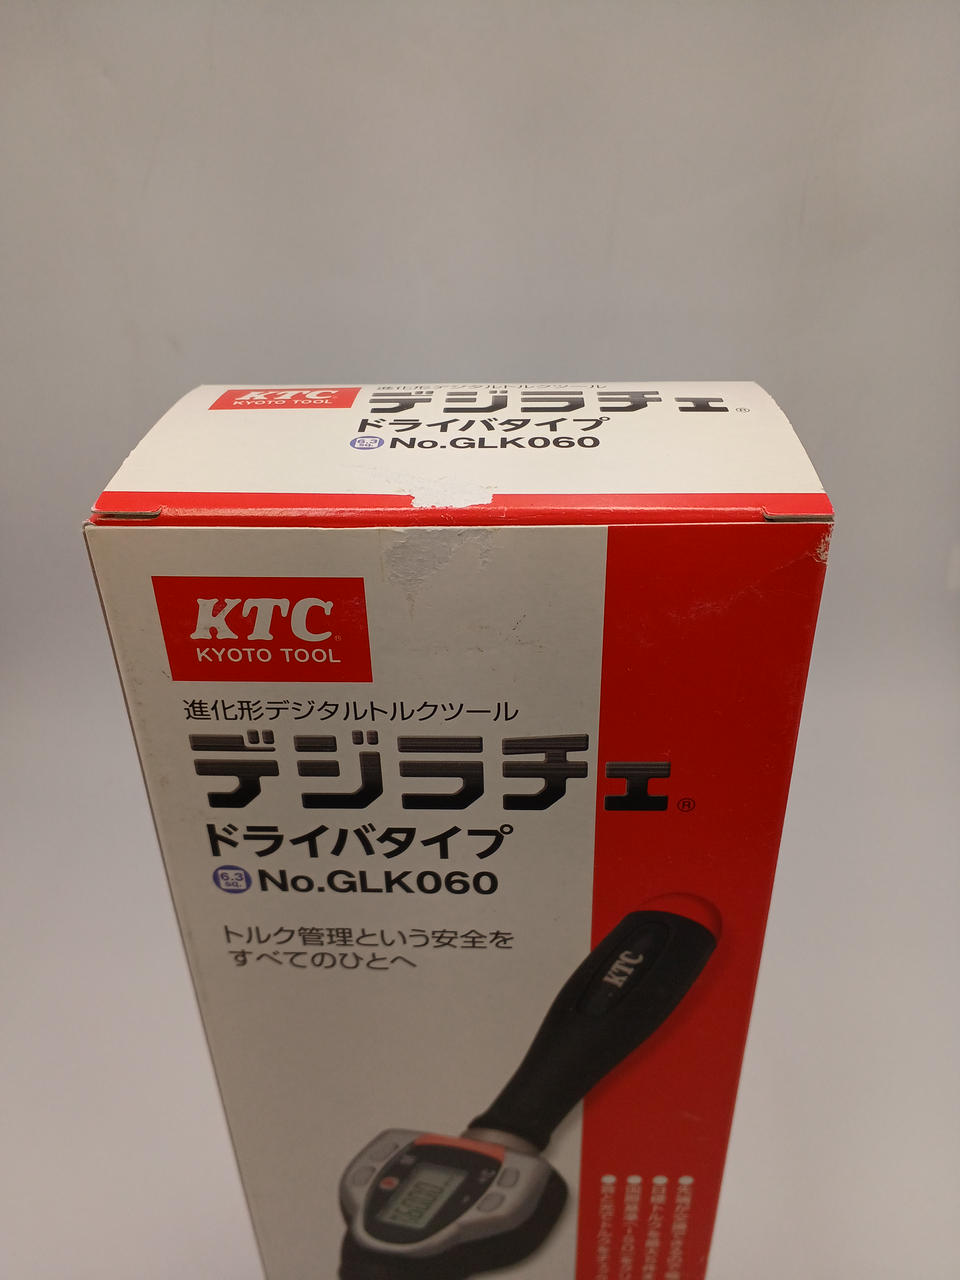 KTC
KYOTO TOOL
進化形デジタルトルクツール
デジラチェ®
ドライバタイプ
6.3 sq. No.GLK060
KTC®
KYOTO TOOL
進化形デジタルトルクツール
デジラチェ®
ドライバタイプ
6.3 sq. No.GLK060
トルク管理という安全を
すべてのひとへ
KTC